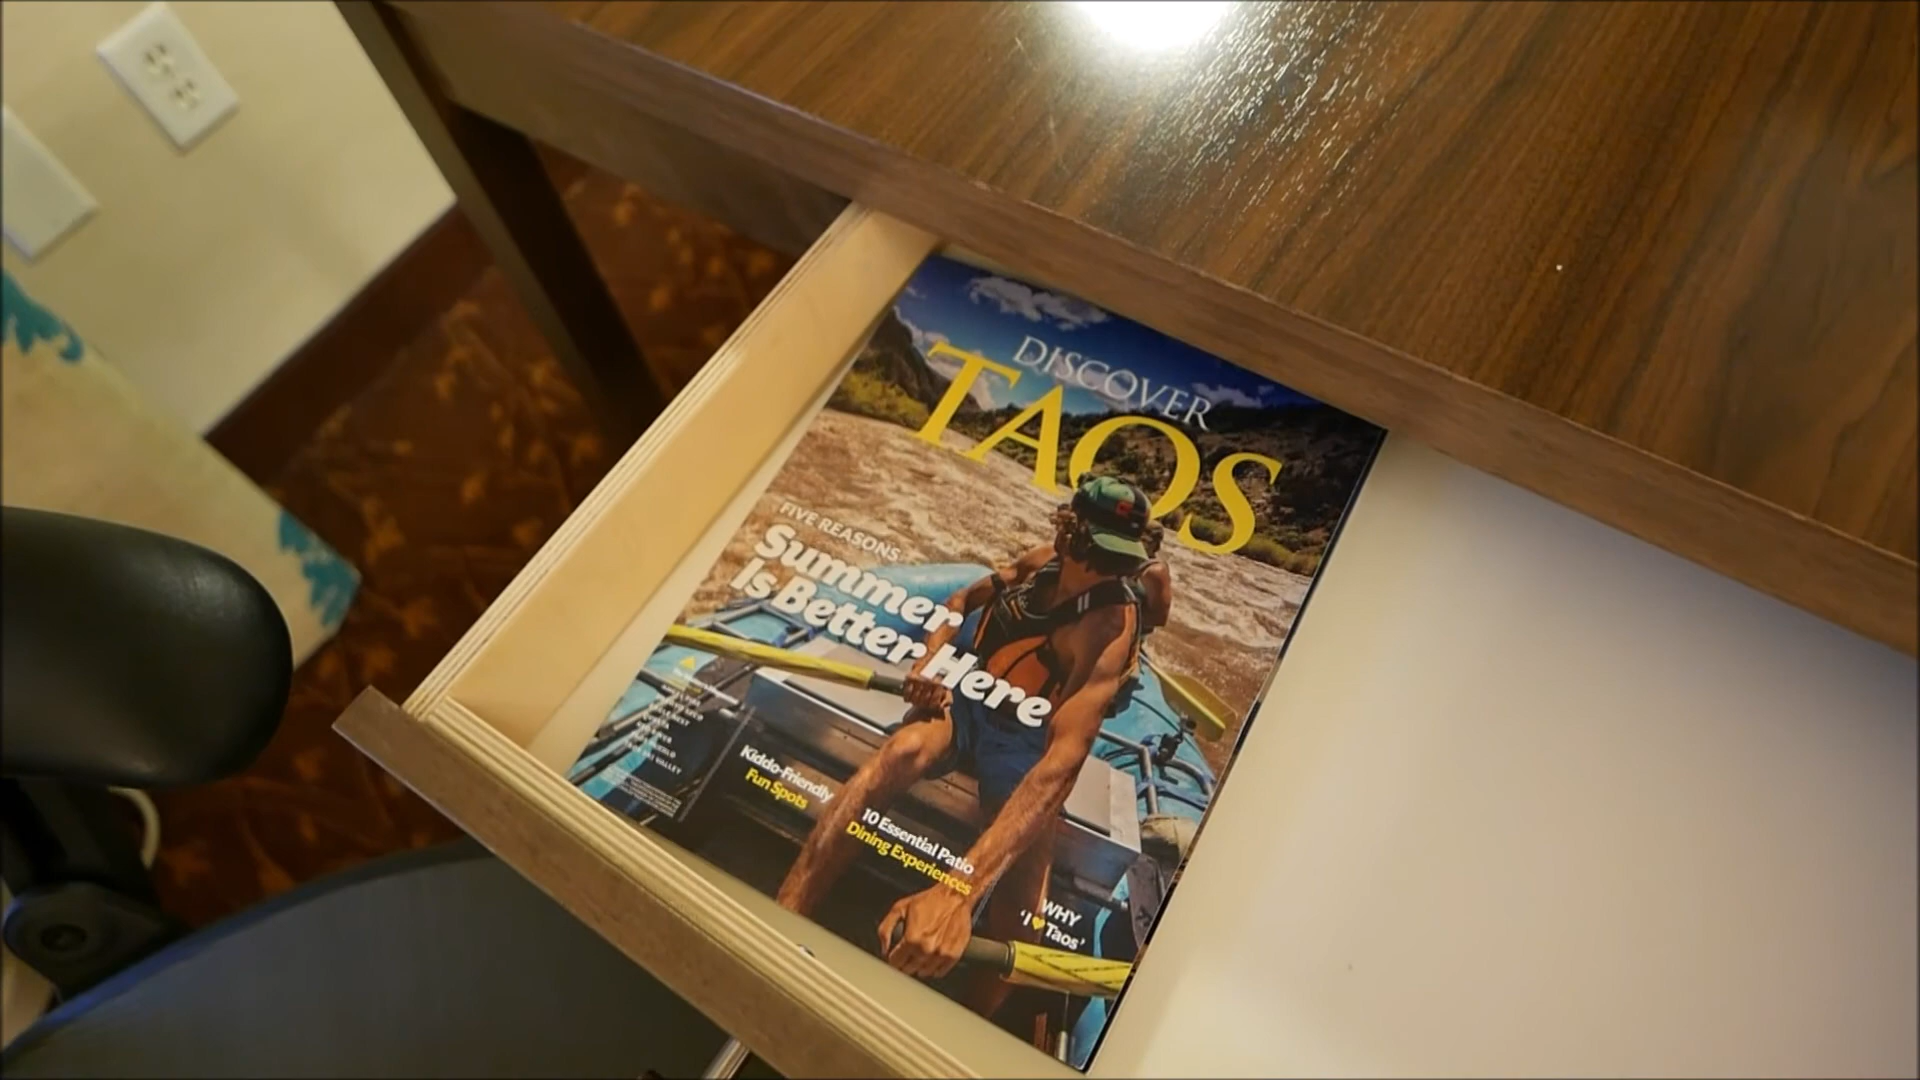 DISCOVER
TAOS
FIVE REASONS
Summer
Is Better Here
Kiddo-Friendly
Fun Spots
10 Essential Patio
Dining Experiences
WHY
'I Taos'